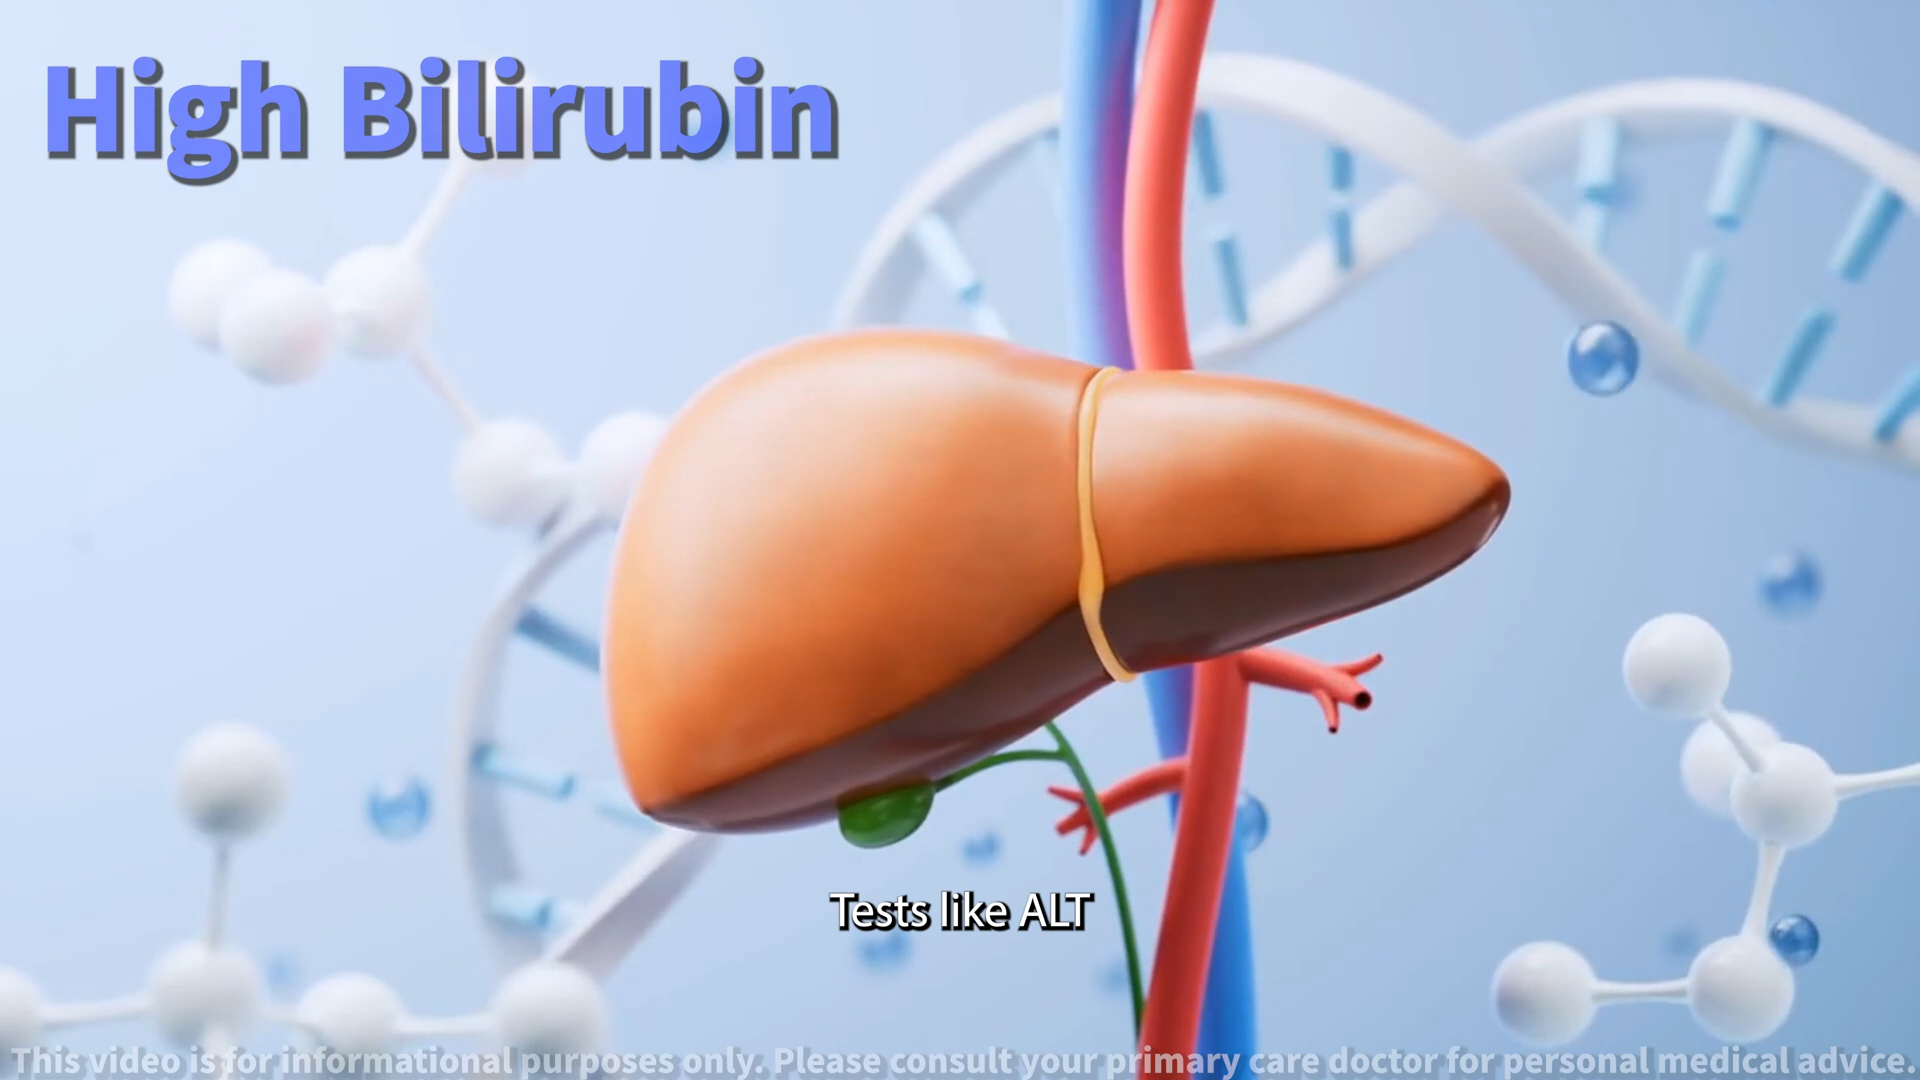 High Bilirubin
Tests like ALT
This video is for informational purposes only. Please consult your primary care doctor for personal medical advice.